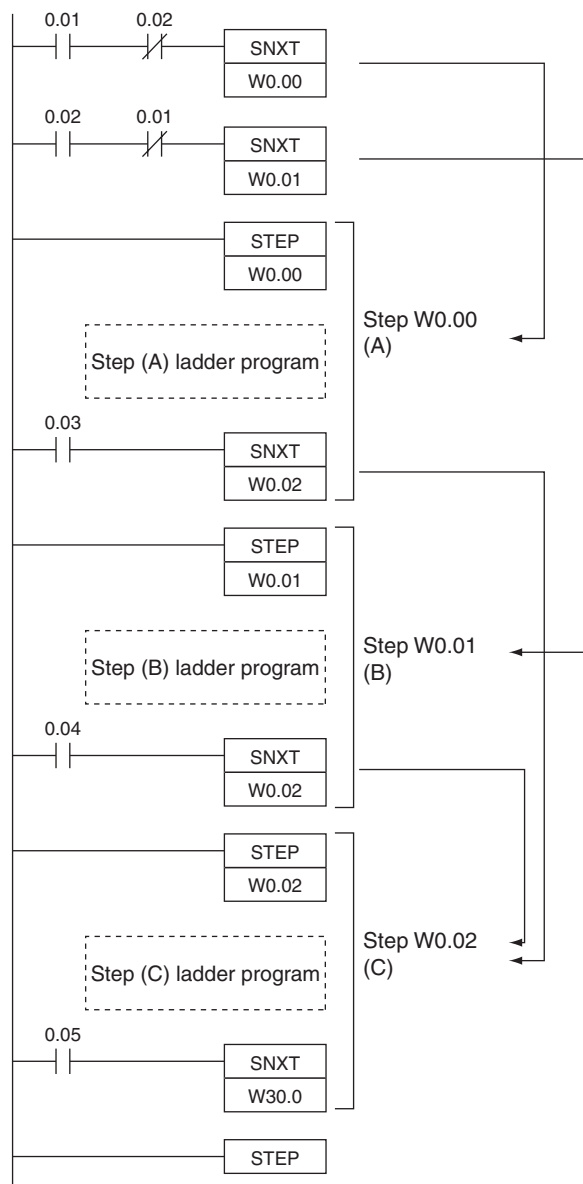 0.01 0.02
SNXT
W0.00
0.02 0.01
SNXT
W0.01
STEP
W0.00
Step W0.00
(A)
Step (A) ladder program
0.03
SNXT
W0.02
STEP
W0.01
Step W0.01
(B)
Step (B) ladder program
0.04
SNXT
W0.02
STEP
W0.02
Step W0.02
(C)
Step (C) ladder program
0.05
SNXT
W30.0
STEP